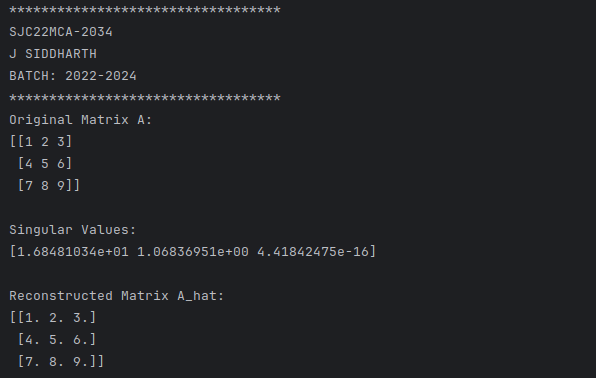 **********************************
SJC22MCA-2034
J SIDDHARTH
BATCH: 2022-2024
**********************************
Original Matrix A:
[[1 2 3]
 [4 5 6]
 [7 8 9]]
Singular Values:
[1.68481034e+01 1.06836951e+00 4.41842475e-16]
Reconstructed Matrix A_hat:
[[1. 2. 3.]
 [4. 5. 6.]
 [7. 8. 9.]]